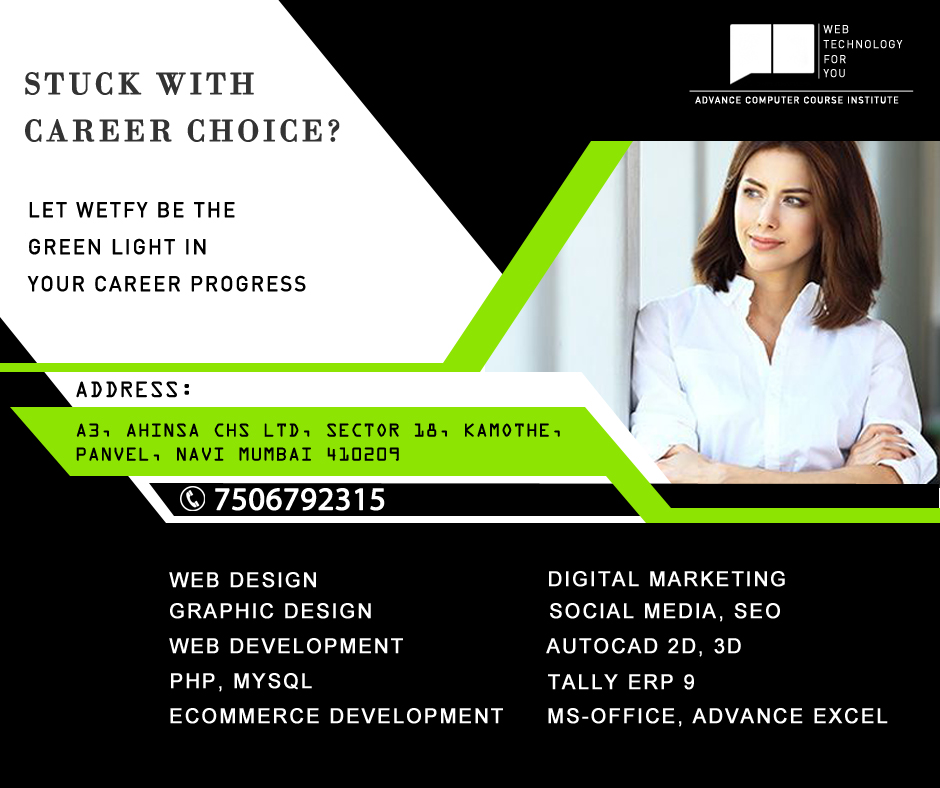 WEB
TECHNOLOGY
FOR
YOU
ADVANCE COMPUTER COURSE INSTITUTE
STUCK WITH
CAREER CHOICE?
LET WETFY BE THE
GREEN LIGHT IN
YOUR CAREER PROGRESS
ADDRESS:
A3, AHINSA CHS LTD, SECTOR 18, KAMOTHE,
PANVEL, NAVI MUMBAI 410209
7506792315
WEB DESIGN
GRAPHIC DESIGN
WEB DEVELOPMENT
PHP, MYSQL
ECOMMERCE DEVELOPMENT
DIGITAL MARKETING
SOCIAL MEDIA, SEO
AUTOCAD 2D, 3D
TALLY ERP 9
MS-OFFICE, ADVANCE EXCEL